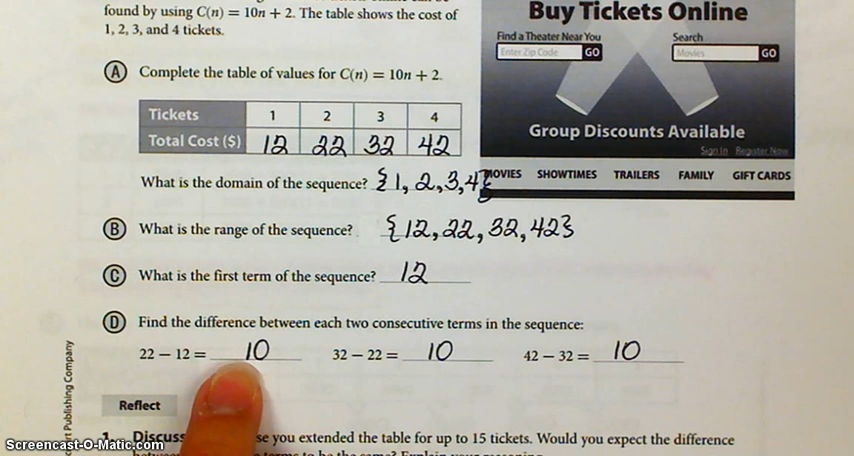 found by using C(n) = 10n + 2. The table shows the cost of
1, 2, 3, and 4 tickets.
Buy Tickets Online
Find a Theater Near You Search
Enter Zip Code GO Movies GO
Group Discounts Available
Sign In Register Now
MOVIES SHOWTIMES TRAILERS FAMILY GIFT CARDS
A Complete the table of values for C(n) = 10n + 2.
Tickets 1 2 3 4
Total Cost ($) 12 22 32 42
What is the domain of the sequence? {1, 2, 3, 4}
B What is the range of the sequence? {12, 22, 32, 42}
C What is the first term of the sequence? 12
D Find the difference between each two consecutive terms in the sequence:
22 − 12 = 10 32 − 22 = 10 42 − 32 = 10
Reflect
1. Discuss se you extended the table for up to 15 tickets. Would you expect the difference
terms to be the same? Explain your reasoning.
Publishing Company
Screencast-O-Matic.com